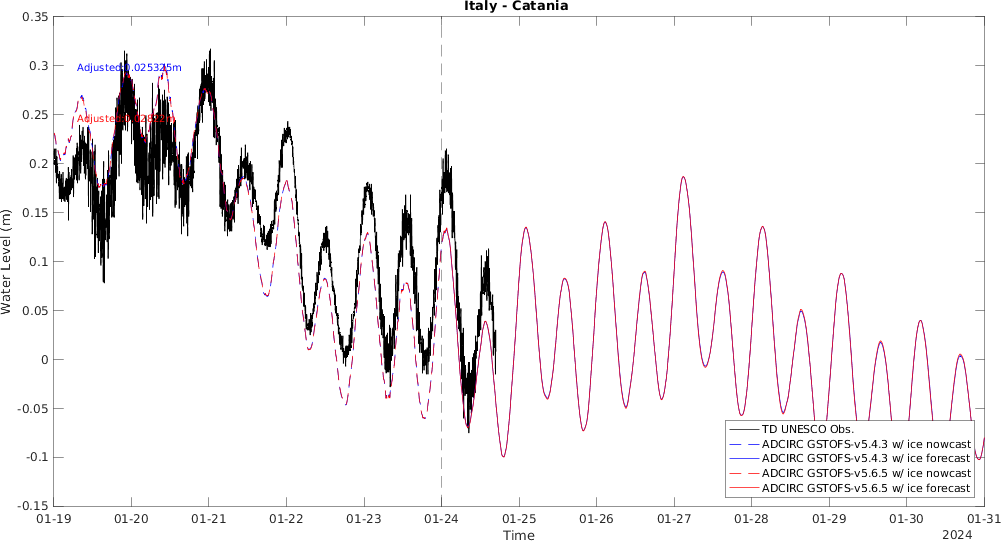 Italy - Catania
0.35
0.3
0.25
0.2
0.15
0.1
0.05
0
-0.05
-0.1
-0.15
Water Level (m)
Adjusted:0.025325m
TD UNESCO Obs.
ADCIRC GSTOFS-v5.4.3 w/ ice nowcast
ADCIRC GSTOFS-v5.4.3 w/ ice forecast
ADCIRC GSTOFS-v5.6.5 w/ ice nowcast
ADCIRC GSTOFS-v5.6.5 w/ ice forecast
01-19 01-20 01-21 01-22 01-23 01-24 01-25 01-26 01-27 01-28 01-29 01-30 01-31
Time
2024